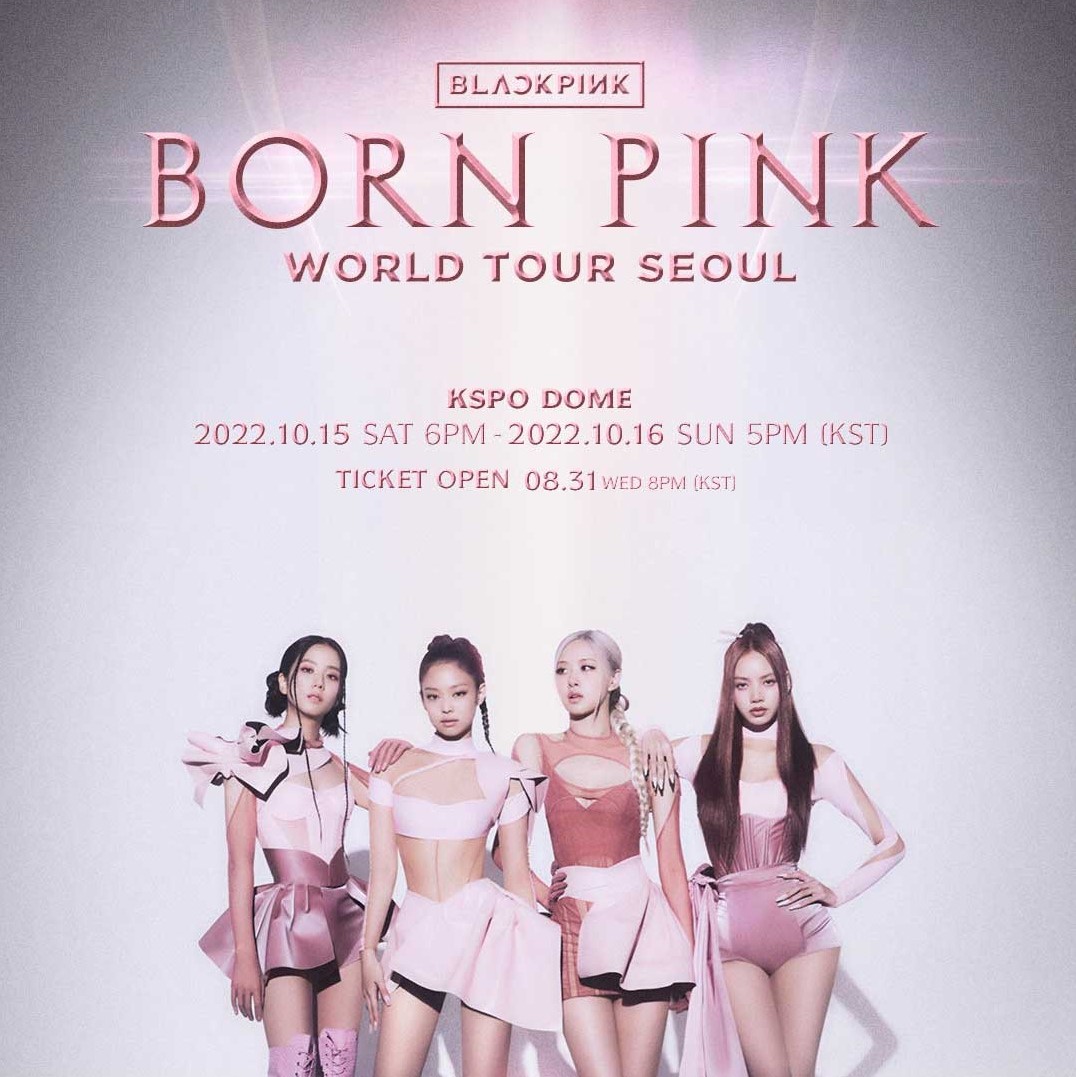 BLACKPINK
BORN PINK
WORLD TOUR SEOUL
KSPO DOME
2022.10.15 SAT 6PM - 2022.10.16 SUN 5PM (KST)
TICKET OPEN 08.31 WED 8PM (KST)